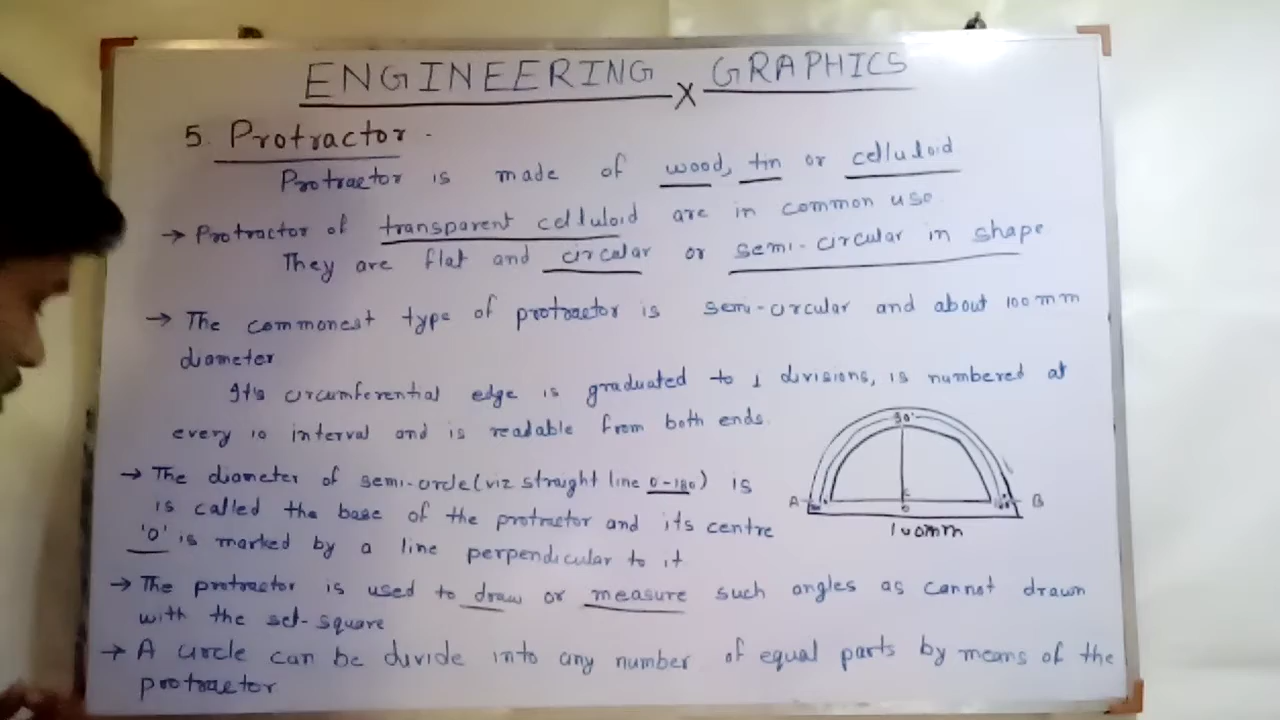 ENGINEERING X GRAPHICS
5. Protractor.
Protractor is made of wood, tin or celluloid
→ Protractor of transparent celluloid are in common use.
They are flat and circular or semi-circular in shape
→ The commonest type of protractor is semi-circular and about 100mm
diameter
It's circumferential edge is graduated to 1 divisions, is numbered at
every 10 interval and is readable from both ends.
→ The diameter of semi-circle (viz straight line 0-180) is
is called the base of the protractor and its centre
'O' is marked by a line perpendicular to it
→ The protractor is used to draw or measure such angles as cannot drawn
with the set-square
→ A circle can be divide into any number of equal parts by means of the
protractor
90°
A B
100mm